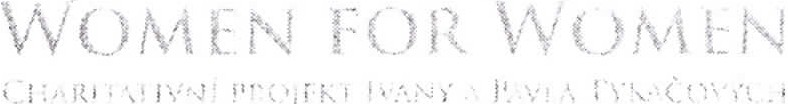 Women for Women
Charitativní projekt Ivany a Pavla Tykačových